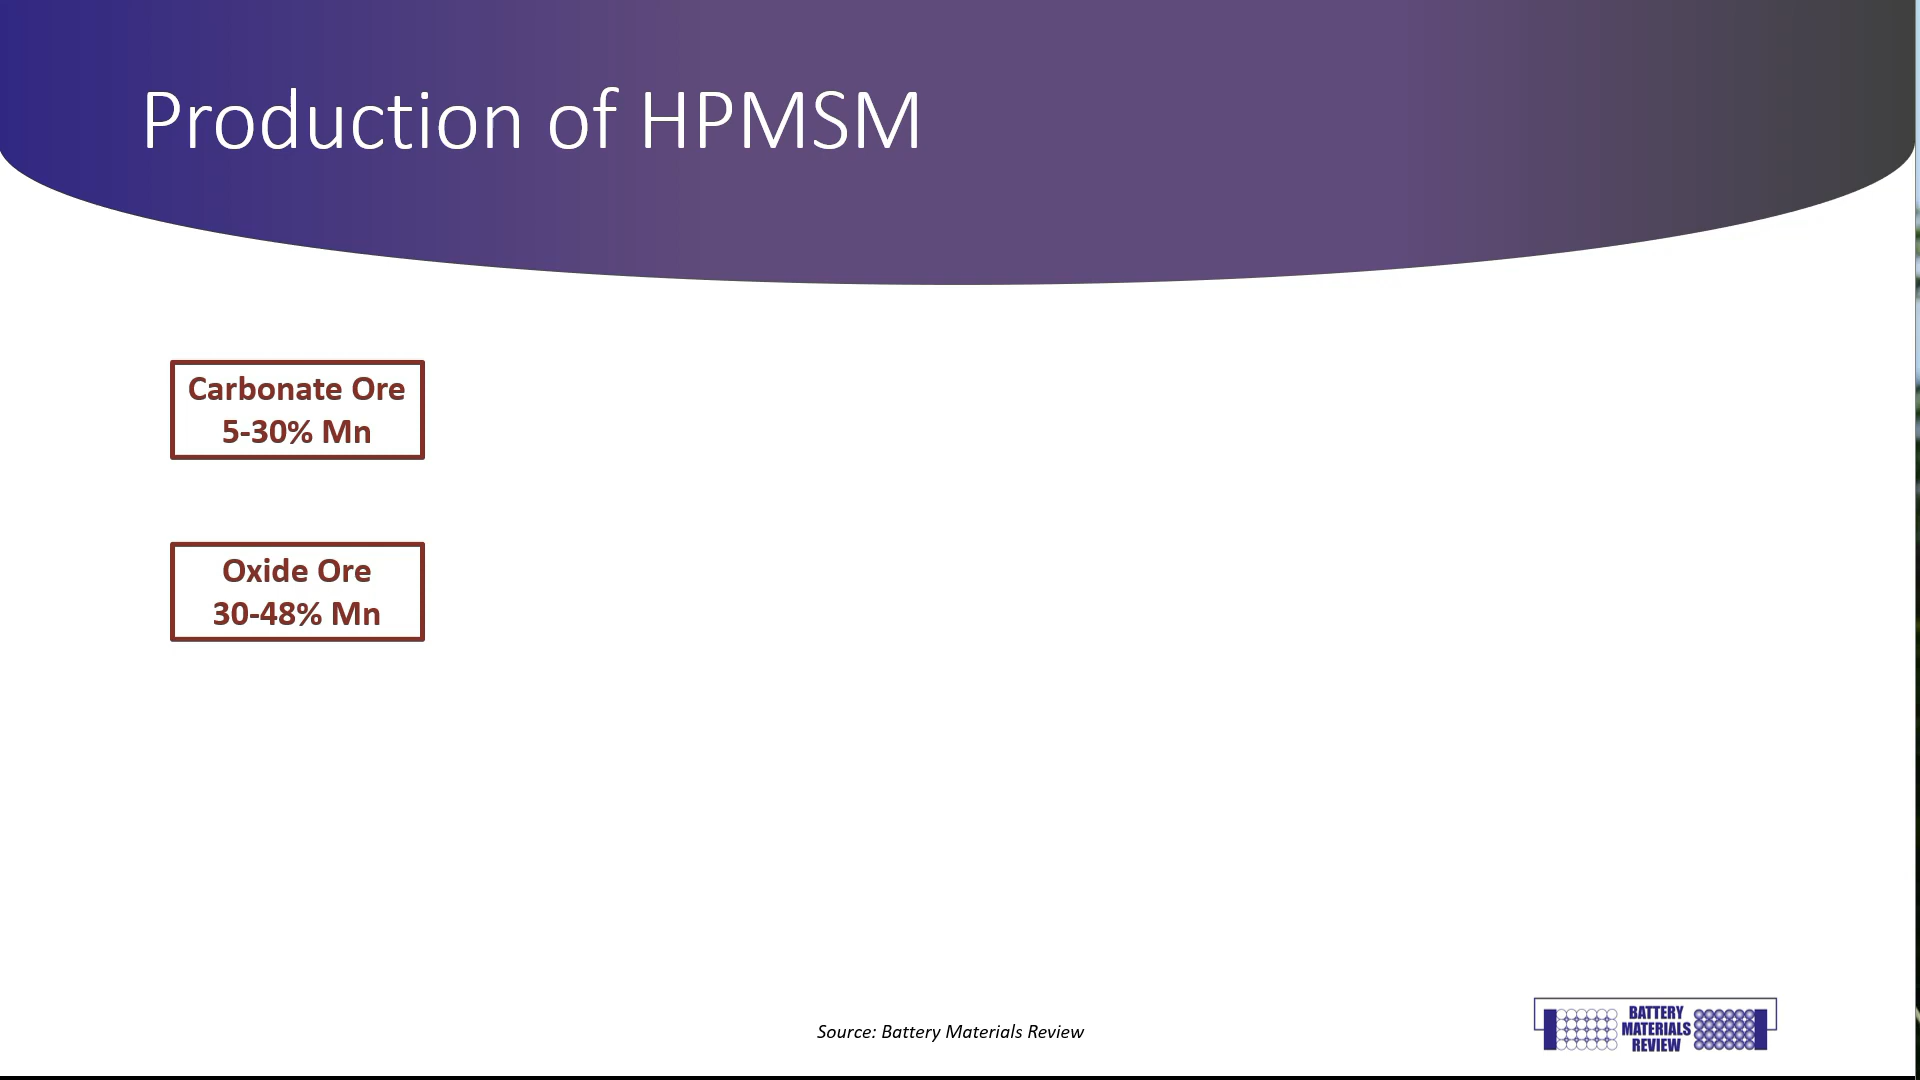 Production of HPMSM
Carbonate Ore
5-30% Mn
Oxide Ore
30-48% Mn
Source: Battery Materials Review
BATTERY
MATERIALS
REVIEW